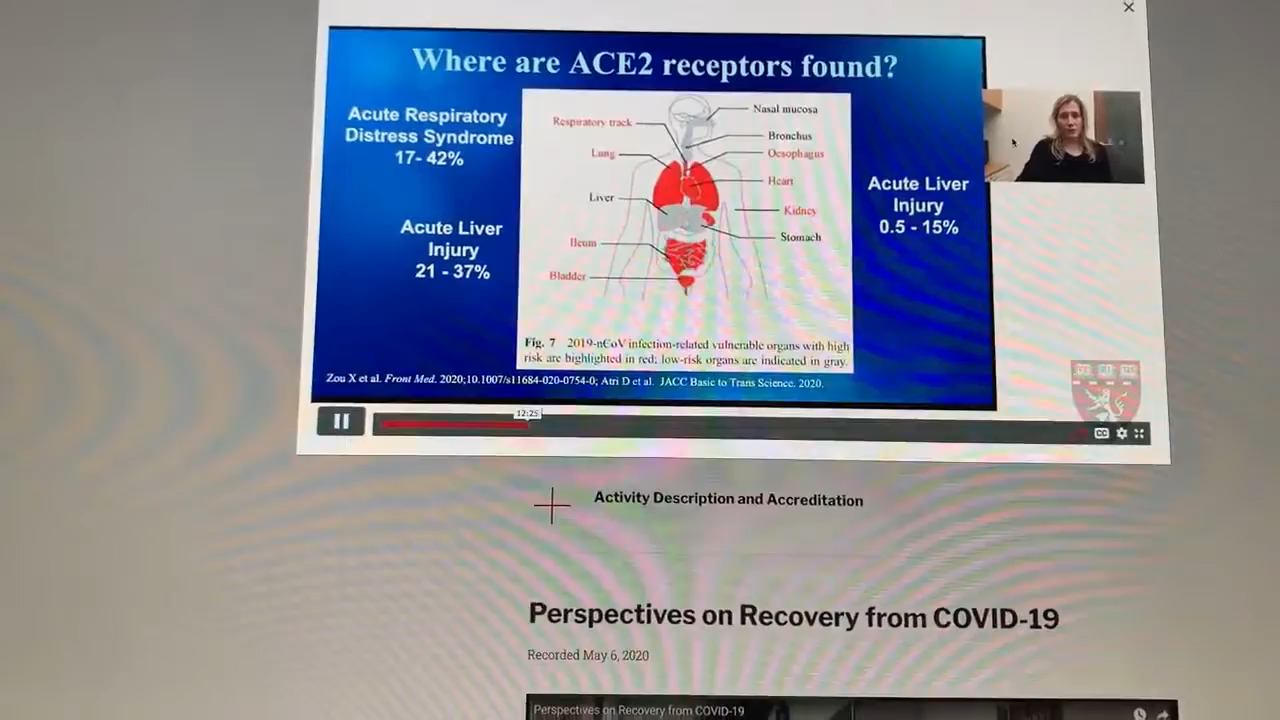 Where are ACE2 receptors found?
Acute Respiratory
Distress Syndrome
17- 42%
Acute Liver
Injury
21 - 37%
Respiratory track
Lung
Liver
Ileum
Bladder
Nasal mucosa
Bronchus
Oesophagus
Heart
Kidney
Stomach
Fig. 7 2019-nCoV infection-related vulnerable organs with high
risk are highlighted in red; low-risk organs are indicated in gray.
Acute Liver
Injury
0.5 - 15%
Zou X et al. Front Med. 2020;10.1007/s11684-020-0754-0; Atri D et al. JACC Basic to Trans Science. 2020.
VE RI TAS
12:25
CC
Activity Description and Accreditation
Perspectives on Recovery from COVID-19
Recorded May 6, 2020
Perspectives on Recovery from COVID-19